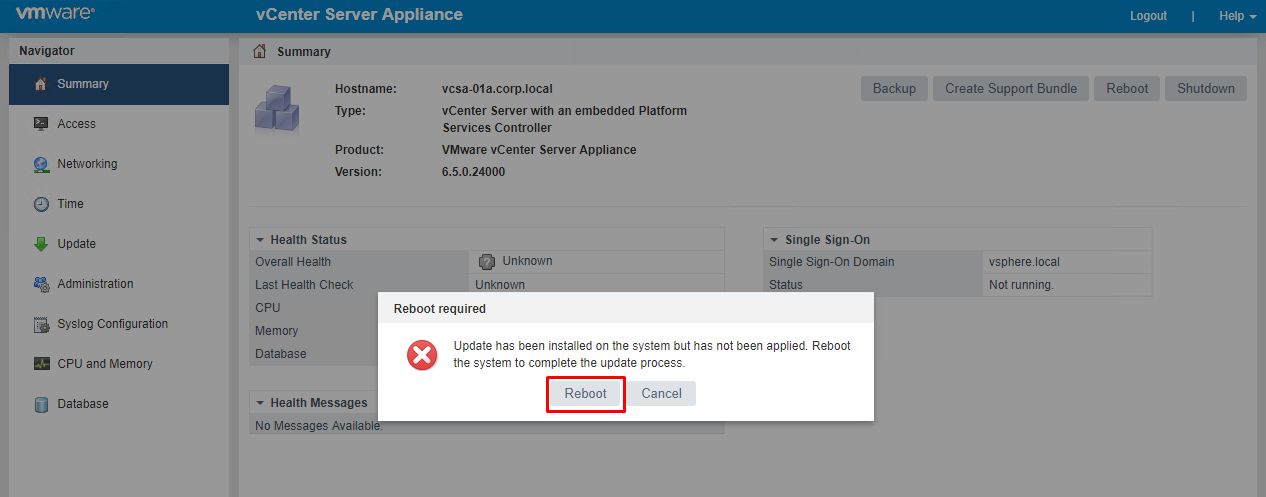 vmware®
vCenter Server Appliance
Logout | Help
Navigator
Summary
Access
Networking
Time
Update
Administration
Syslog Configuration
CPU and Memory
Database
Summary
Hostname: vcsa-01a.corp.local
Type: vCenter Server with an embedded Platform
Services Controller
Product: VMware vCenter Server Appliance
Version: 6.5.0.24000
Backup Create Support Bundle Reboot Shutdown
Health Status
Overall Health Unknown
Last Health Check Unknown
CPU
Memory
Database
Single Sign-On
Single Sign-On Domain vsphere.local
Status Not running.
Reboot required
Update has been installed on the system but has not been applied. Reboot
the system to complete the update process.
Reboot Cancel
Health Messages
No Messages Available.